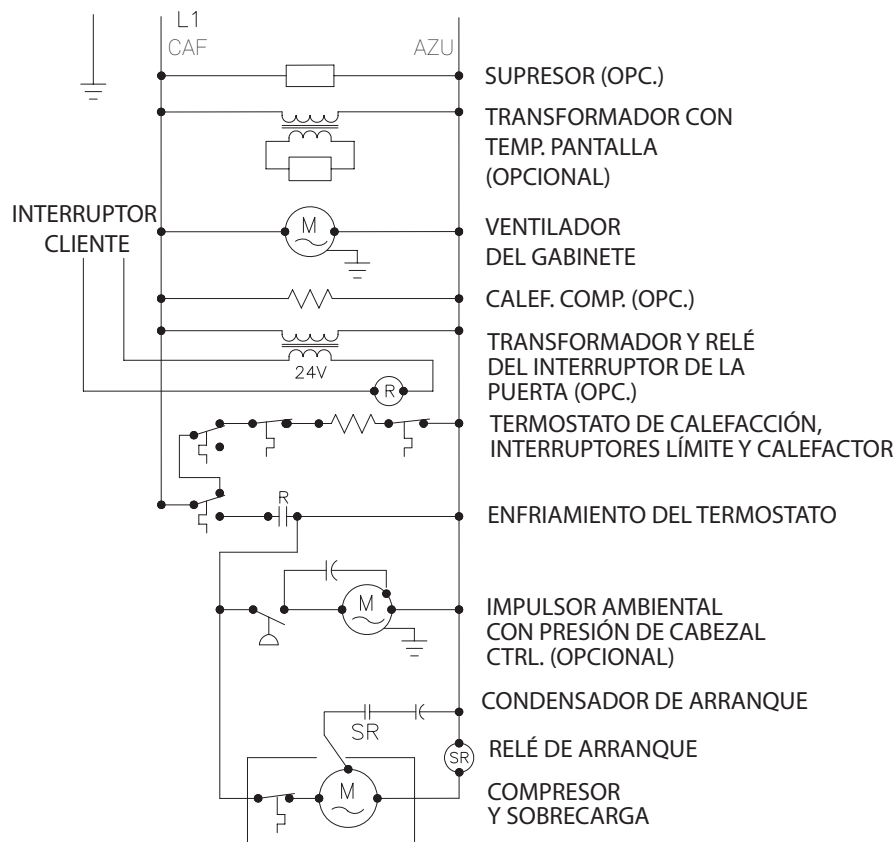 L1
CAF
AZU
SUPRESOR (OPC.)
TRANSFORMADOR CON
TEMP. PANTALLA
(OPCIONAL)
INTERRUPTOR
CLIENTE
M
VENTILADOR
DEL GABINETE
CALEF. COMP. (OPC.)
24V
R
TRANSFORMADOR Y RELÉ
DEL INTERRUPTOR DE LA
PUERTA (OPC.)
TERMOSTATO DE CALEFACCIÓN,
INTERRUPTORES LÍMITE Y CALEFACTOR
R
ENFRIAMIENTO DEL TERMOSTATO
M
IMPULSOR AMBIENTAL
CON PRESIÓN DE CABEZAL
CTRL. (OPCIONAL)
CONDENSADOR DE ARRANQUE
SR
SR
RELÉ DE ARRANQUE
M
COMPRESOR
Y SOBRECARGA